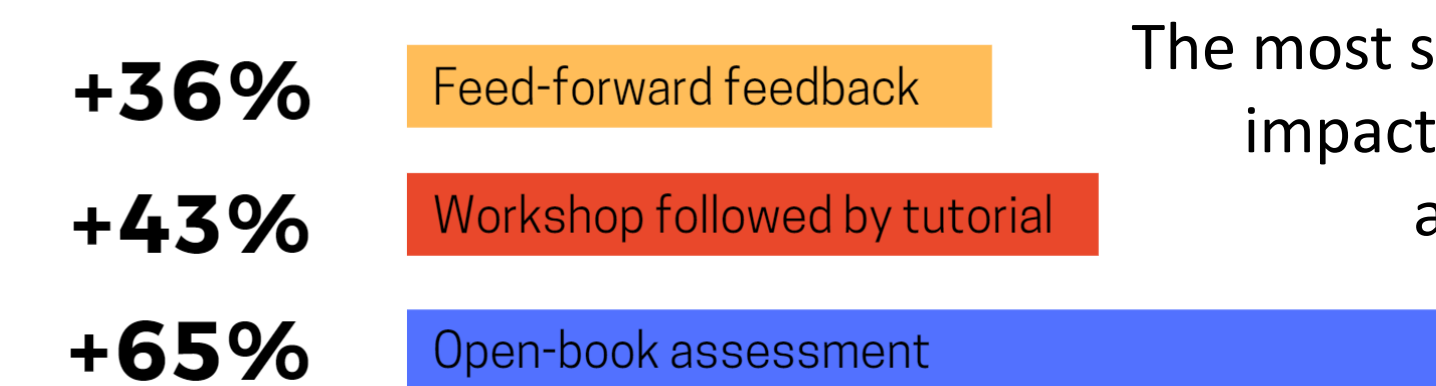 +36% Feed-forward feedback
+43% Workshop followed by tutorial
+65% Open-book assessment
The most
impact